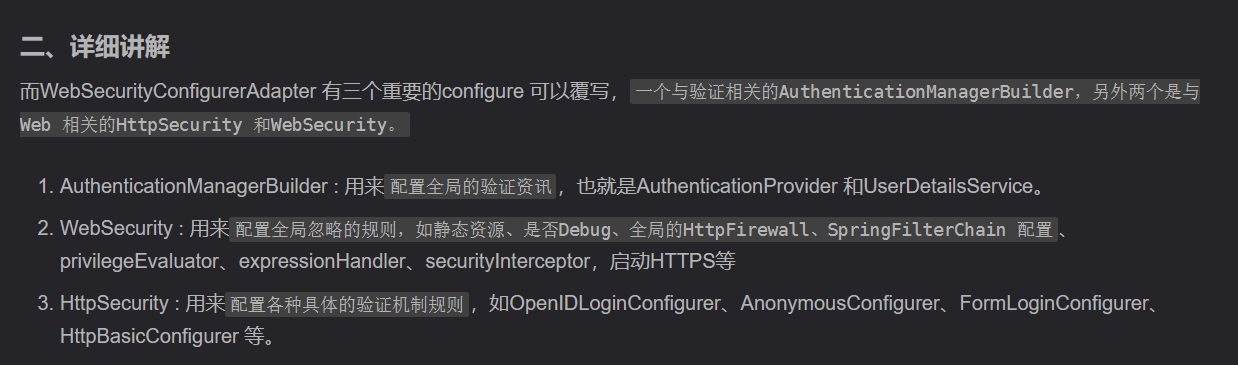 二、详细讲解
而WebSecurityConfigurerAdapter 有三个重要的configure 可以覆写，一个与验证相关的AuthenticationManagerBuilder，另外两个是与
Web 相关的HttpSecurity 和WebSecurity。
1. AuthenticationManagerBuilder : 用来配置全局的验证资讯，也就是AuthenticationProvider 和UserDetailsService。
2. WebSecurity : 用来配置全局忽略的规则，如静态资源、是否Debug、全局的HttpFirewall、SpringFilterChain 配置、
privilegeEvaluator、expressionHandler、securityInterceptor，启动HTTPS等
3. HttpSecurity : 用来配置各种具体的验证机制规则，如OpenIDLoginConfigurer、AnonymousConfigurer、FormLoginConfigurer、
HttpBasicConfigurer 等。